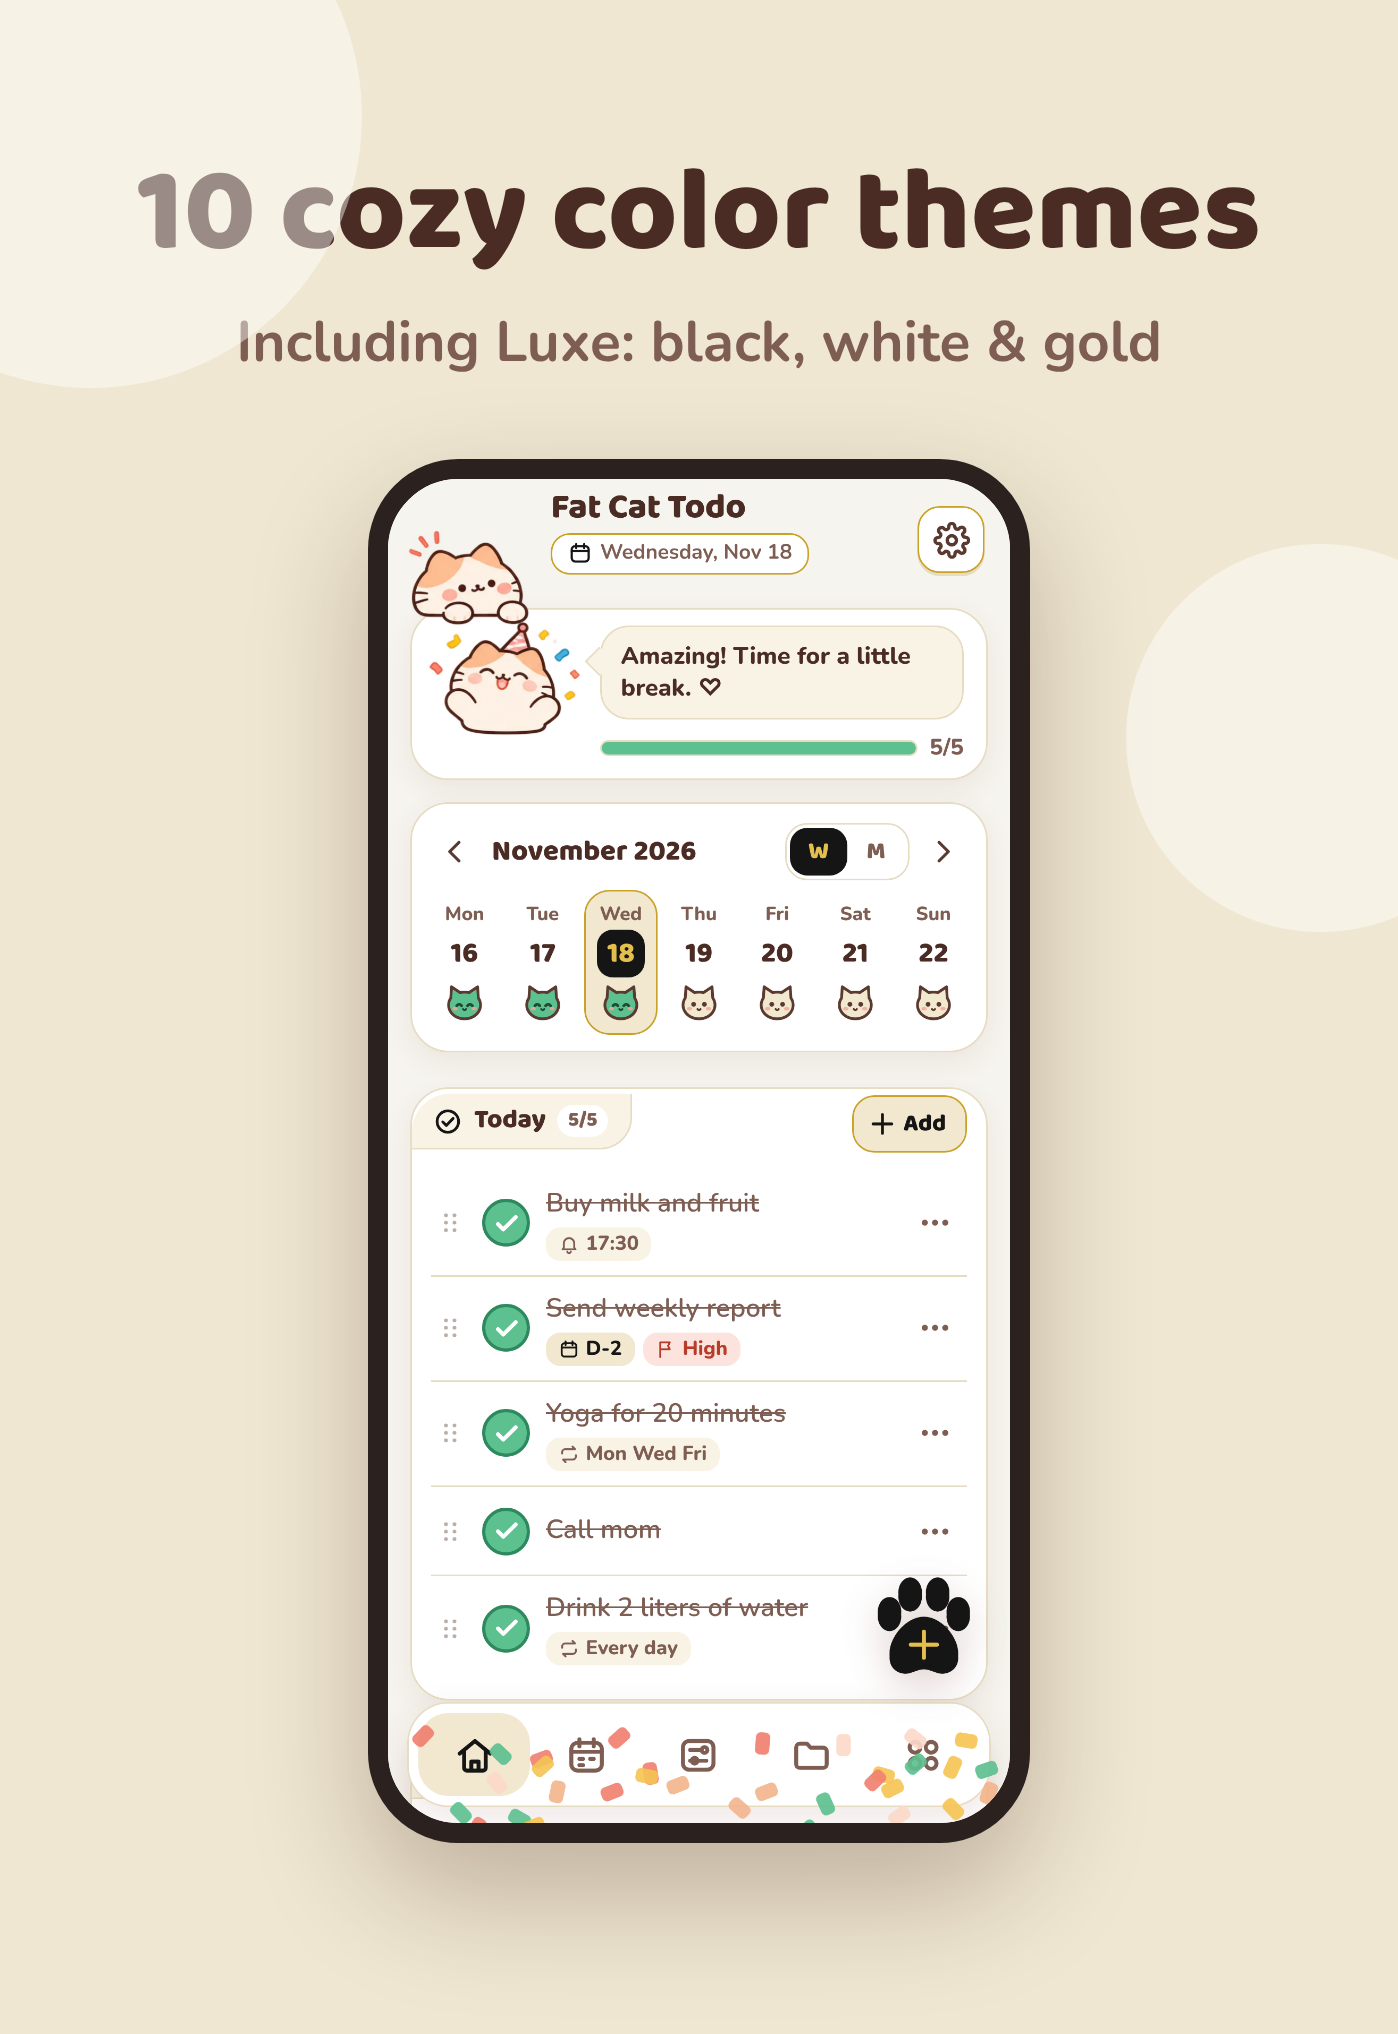 10 cozy color themes
Including Luxe: black, white & gold
Fat Cat Todo
Wednesday, Nov 18
Amazing! Time for a little
break. ♡
5/5
November 2026
W M
Mon Tue Wed Thu Fri Sat Sun
16 17 18 19 20 21 22
Today 5/5
+ Add
Buy milk and fruit
17:30
Send weekly report
D-2 High
Yoga for 20 minutes
Mon Wed Fri
Call mom
Drink 2 liters of water
Every day